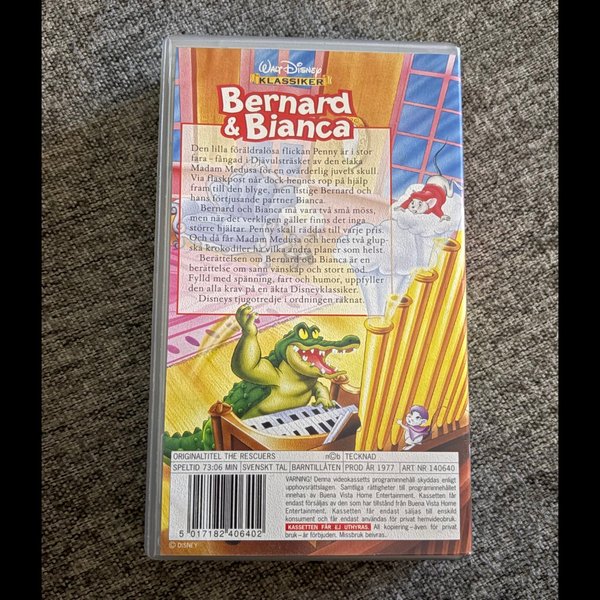 WALT DISNEY
KLASSIKER
Bernard
& Bianca
Den lilla föräldralösa flickan Penny är i stor
fara – fångad i Djävulsträsket av den elaka
Madam Medusa för en ovärderlig juvels skull.
Via flaskpost når dock hennes rop på hjälp
fram till den blyge, men listige Bernard och
hans förtjusande partner Bianca.
Bernard och Bianca må vara två små möss,
men när det verkligen gäller finns det inga
större hjältar. Penny skall räddas till varje pris.
Och då får Madam Medusa och hennes två glup-
ska krokodiler ha vilka andra planer som helst.
Berättelsen om Bernard och Bianca är en
berättelse om sann vänskap och stort mod.
Fylld med spänning, fart och humor, uppfyller
den alla krav på en äkta Disneyklassiker.
Disneys tjugotredje i ordningen räknat.
ORIGINALTITEL THE RESCUERS n©b TECKNAD
SPELTID 73:06 MIN SVENSKT TAL BARNTILLÅTEN PROD ÅR 1977 ART NR 140640
VARNING! Denna videokassetts programinnehåll skyddas enligt
upphovsrättslagen. Samtliga rättigheter till programinnehållet
innehas av Buena Vista Home Entertainment. Kassetten får
endast försäljas av den som har tillstånd från Buena Vista Home
Entertainment. Kassetten får endast säljas till enskild
konsument och får endast användas för privat hemvideobruk.
KASSETTEN FÅR EJ UTHYRAS. All kopiering – även för privat
bruk – är förbjuden. Missbruk beivras.
5 017182 406402
© DISNEY